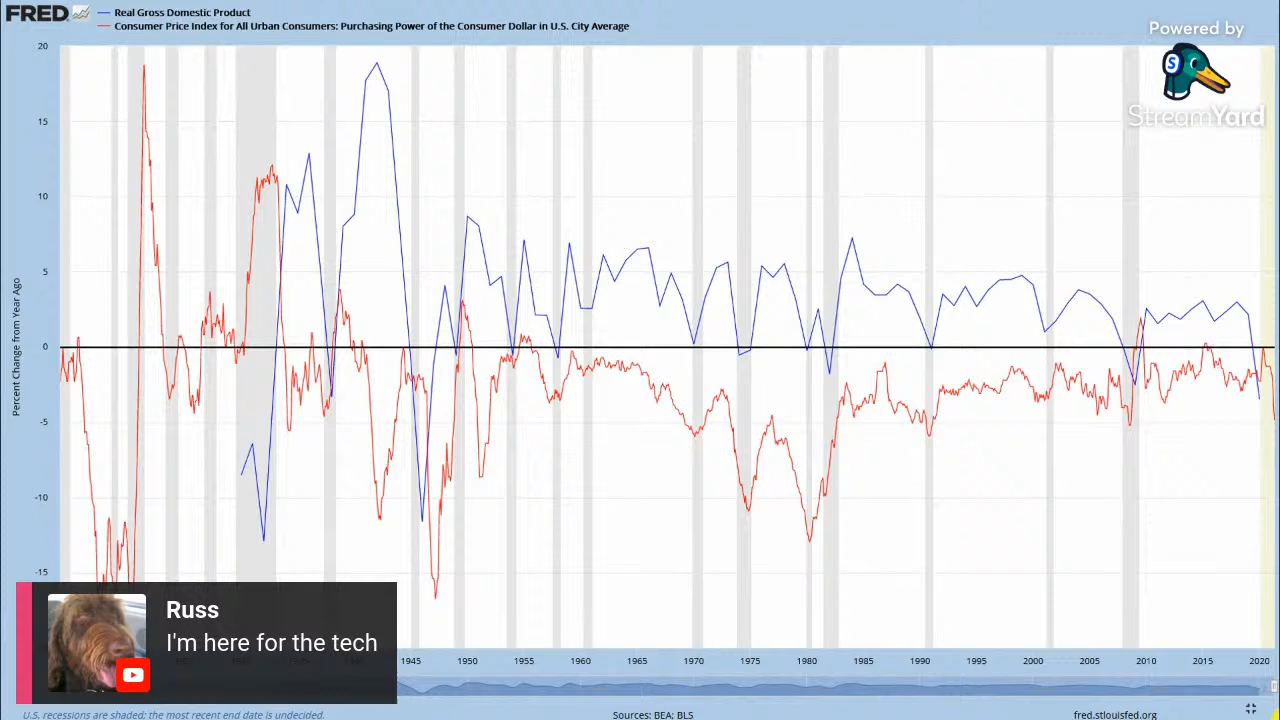 FRED
Real Gross Domestic Product
Consumer Price Index for All Urban Consumers: Purchasing Power of the Consumer Dollar in U.S. City Average
Powered by
S
StreamYard
20
15
10
5
0
-5
-10
-15
Percent Change from Year Ago
Russ
I'm here for the tech
1945 1950 1955 1960 1965 1970 1975 1980 1985 1990 1995 2000 2005 2010 2015 2020
U.S. recessions are shaded; the most recent end date is undecided.
Sources: BEA; BLS
fred.stlouisfed.org